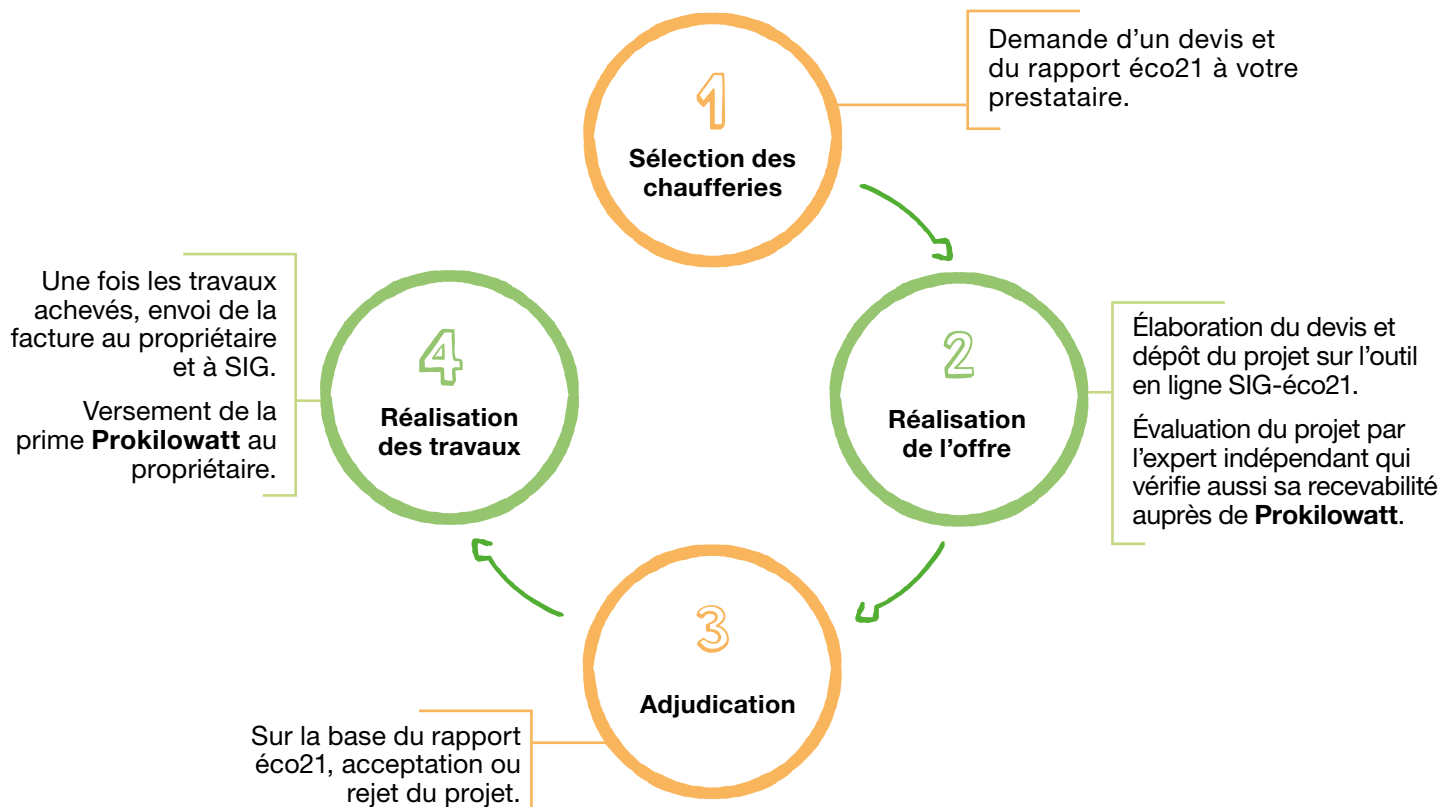 1
Sélection des
chaufferies
Demande d’un devis et
du rapport éco21 à votre
prestataire.
2
Réalisation
de l’offre
Élaboration du devis et
dépôt du projet sur l’outil
en ligne SIG-éco21.
Évaluation du projet par
l’expert indépendant qui
vérifie aussi sa recevabilité
auprès de Prokilowatt.
3
Adjudication
Sur la base du rapport
éco21, acceptation ou
rejet du projet.
4
Réalisation
des travaux
Une fois les travaux
achevés, envoi de la
facture au propriétaire
et à SIG.
Versement de la
prime Prokilowatt au
propriétaire.